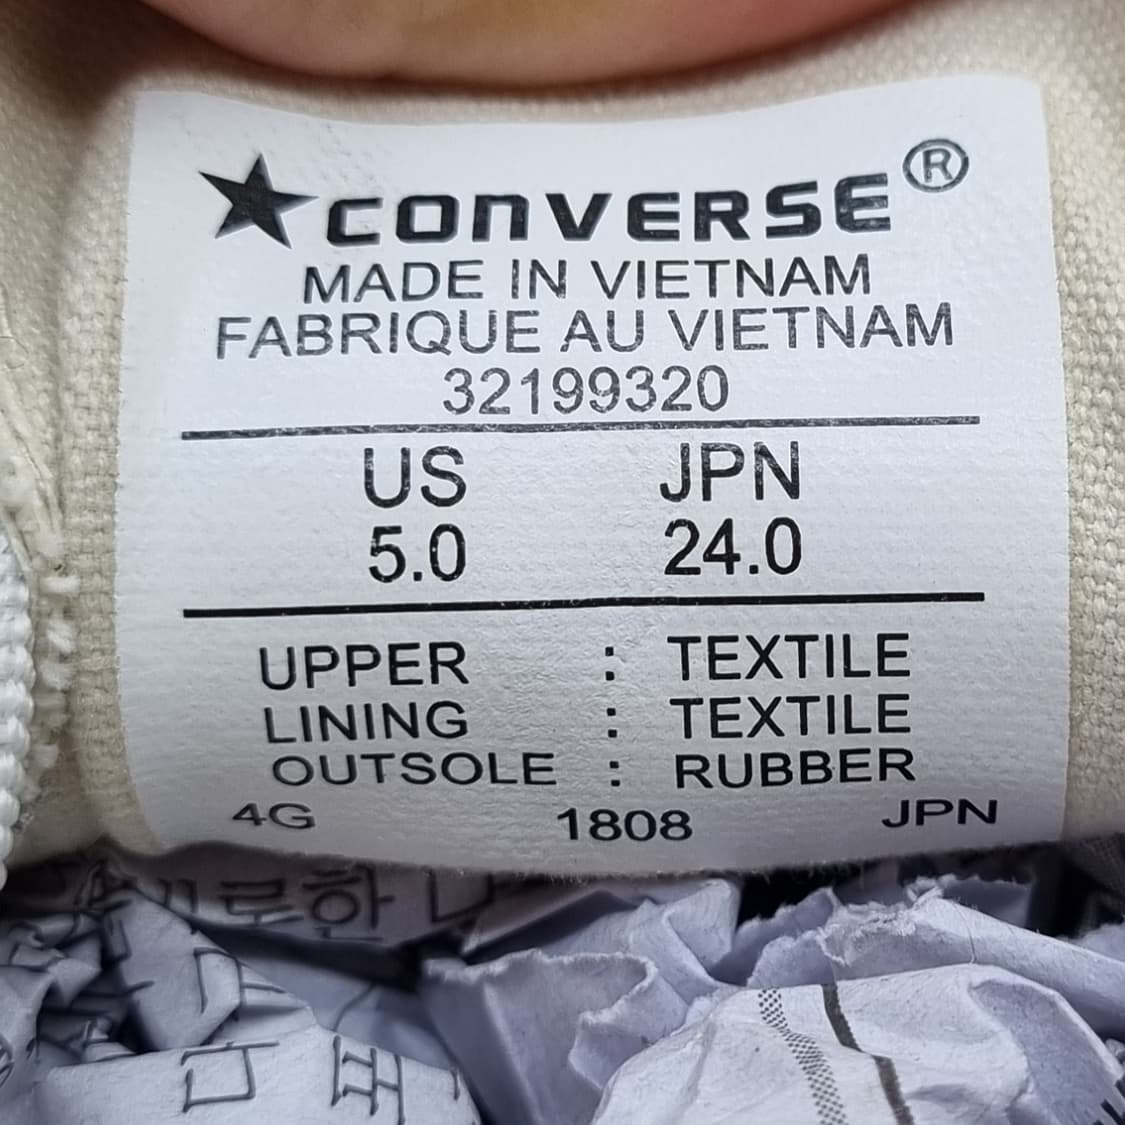 CONVERSE®
MADE IN VIETNAM
FABRIQUE AU VIETNAM
32199320
US JPN
5.0 24.0
UPPER : TEXTILE
LINING : TEXTILE
OUTSOLE : RUBBER
4G 1808 JPN